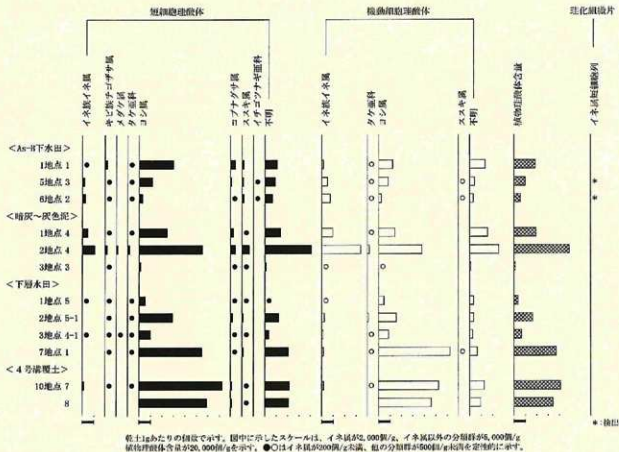 短細胞珪酸体
機動細胞珪酸体
珪化組織片
イネ族イネ属
キビ族チゴザサ属
メダケ属
タケ亜科
ヨシ属
コブナグサ属
ススキ属
イチゴツナギ亜科
不明
イネ族イネ属
タケ亜科
ヨシ属
ススキ属
不明
植物珪酸体含量
イネ属短細胞列
<As-B下水田>
1地点 1
5地点 3
6地点 2
<暗灰～灰色泥>
1地点 4
2地点 4
3地点 3
<下層水田>
1地点 5
2地点 5-1
3地点 4-1
7地点 1
<4号溝覆土>
10地点 7
8
*:検出
乾土1gあたりの個数で示す。図中に示したスケールは、イネ属が2,000個/g、イネ属以外の分類群が5,000個/g
植物珪酸体含量が20,000個/gを示す。●○はイネ属が200個/g未満、他の分類群が500個/g未満を定性的に示す。